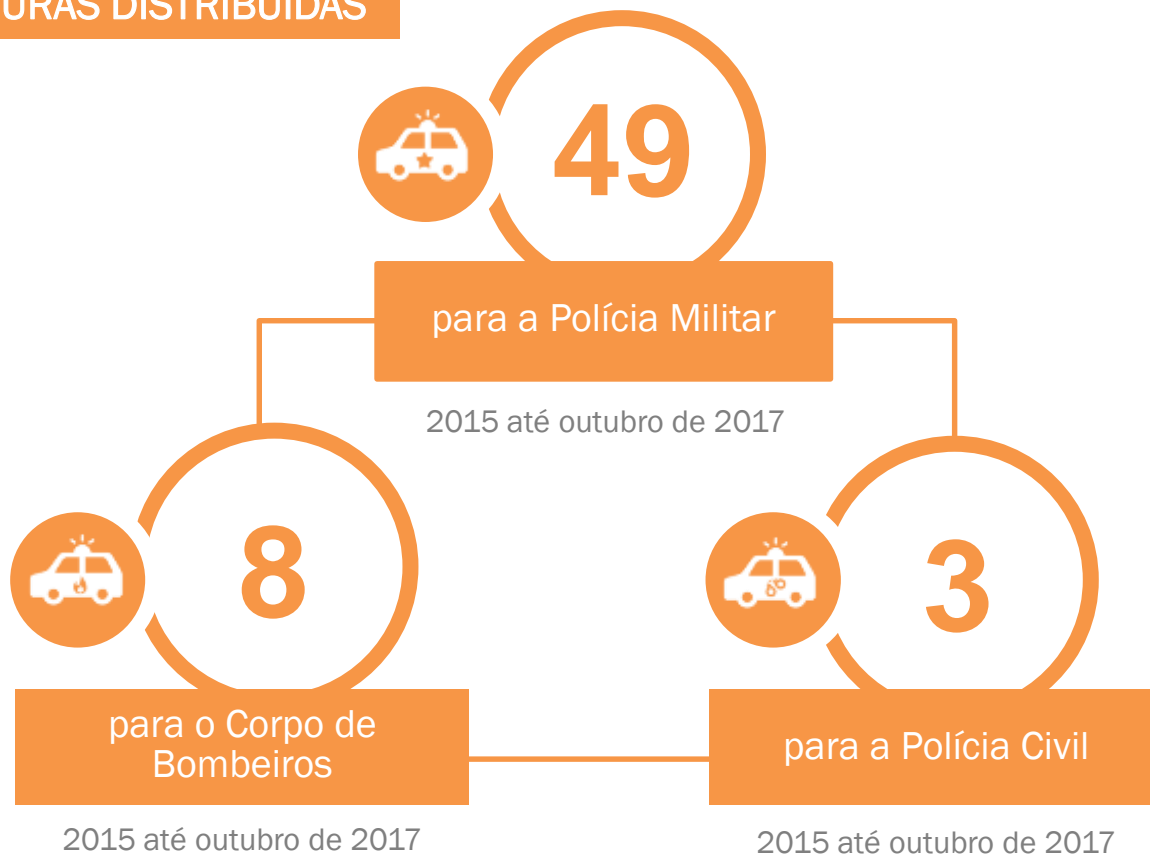 URAS DISTRIBUÍDAS
49
para a Polícia Militar
2015 até outubro de 2017
8
para o Corpo de
Bombeiros
2015 até outubro de 2017
3
para a Polícia Civil
2015 até outubro de 2017